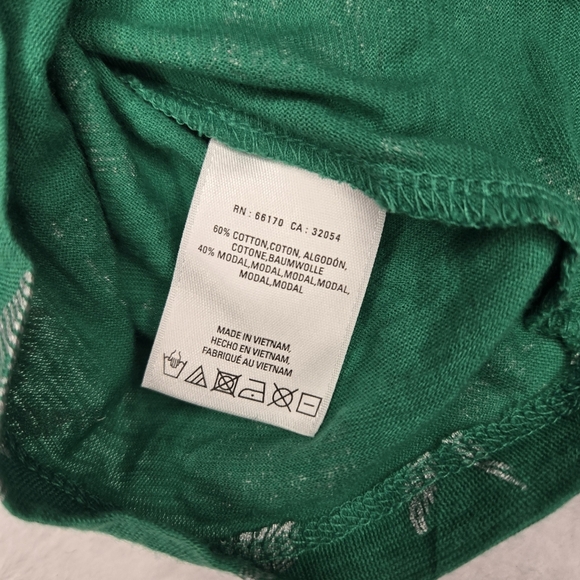 RN : 66170 CA : 32054
60% COTTON,COTON, ALGODÓN,
COTONE,BAUMWOLLE
40% MODAL,MODAL,MODAL,MODAL,
MODAL,MODAL
MADE IN VIETNAM,
HECHO EN VIETNAM,
FABRIQUÉ AU VIETNAM